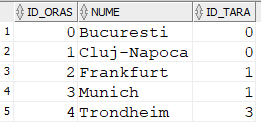 ID_ORAS NUME ID_TARA
1 0 Bucuresti 0
2 1 Cluj-Napoca 0
3 2 Frankfurt 1
4 3 Munich 1
5 4 Trondheim 3